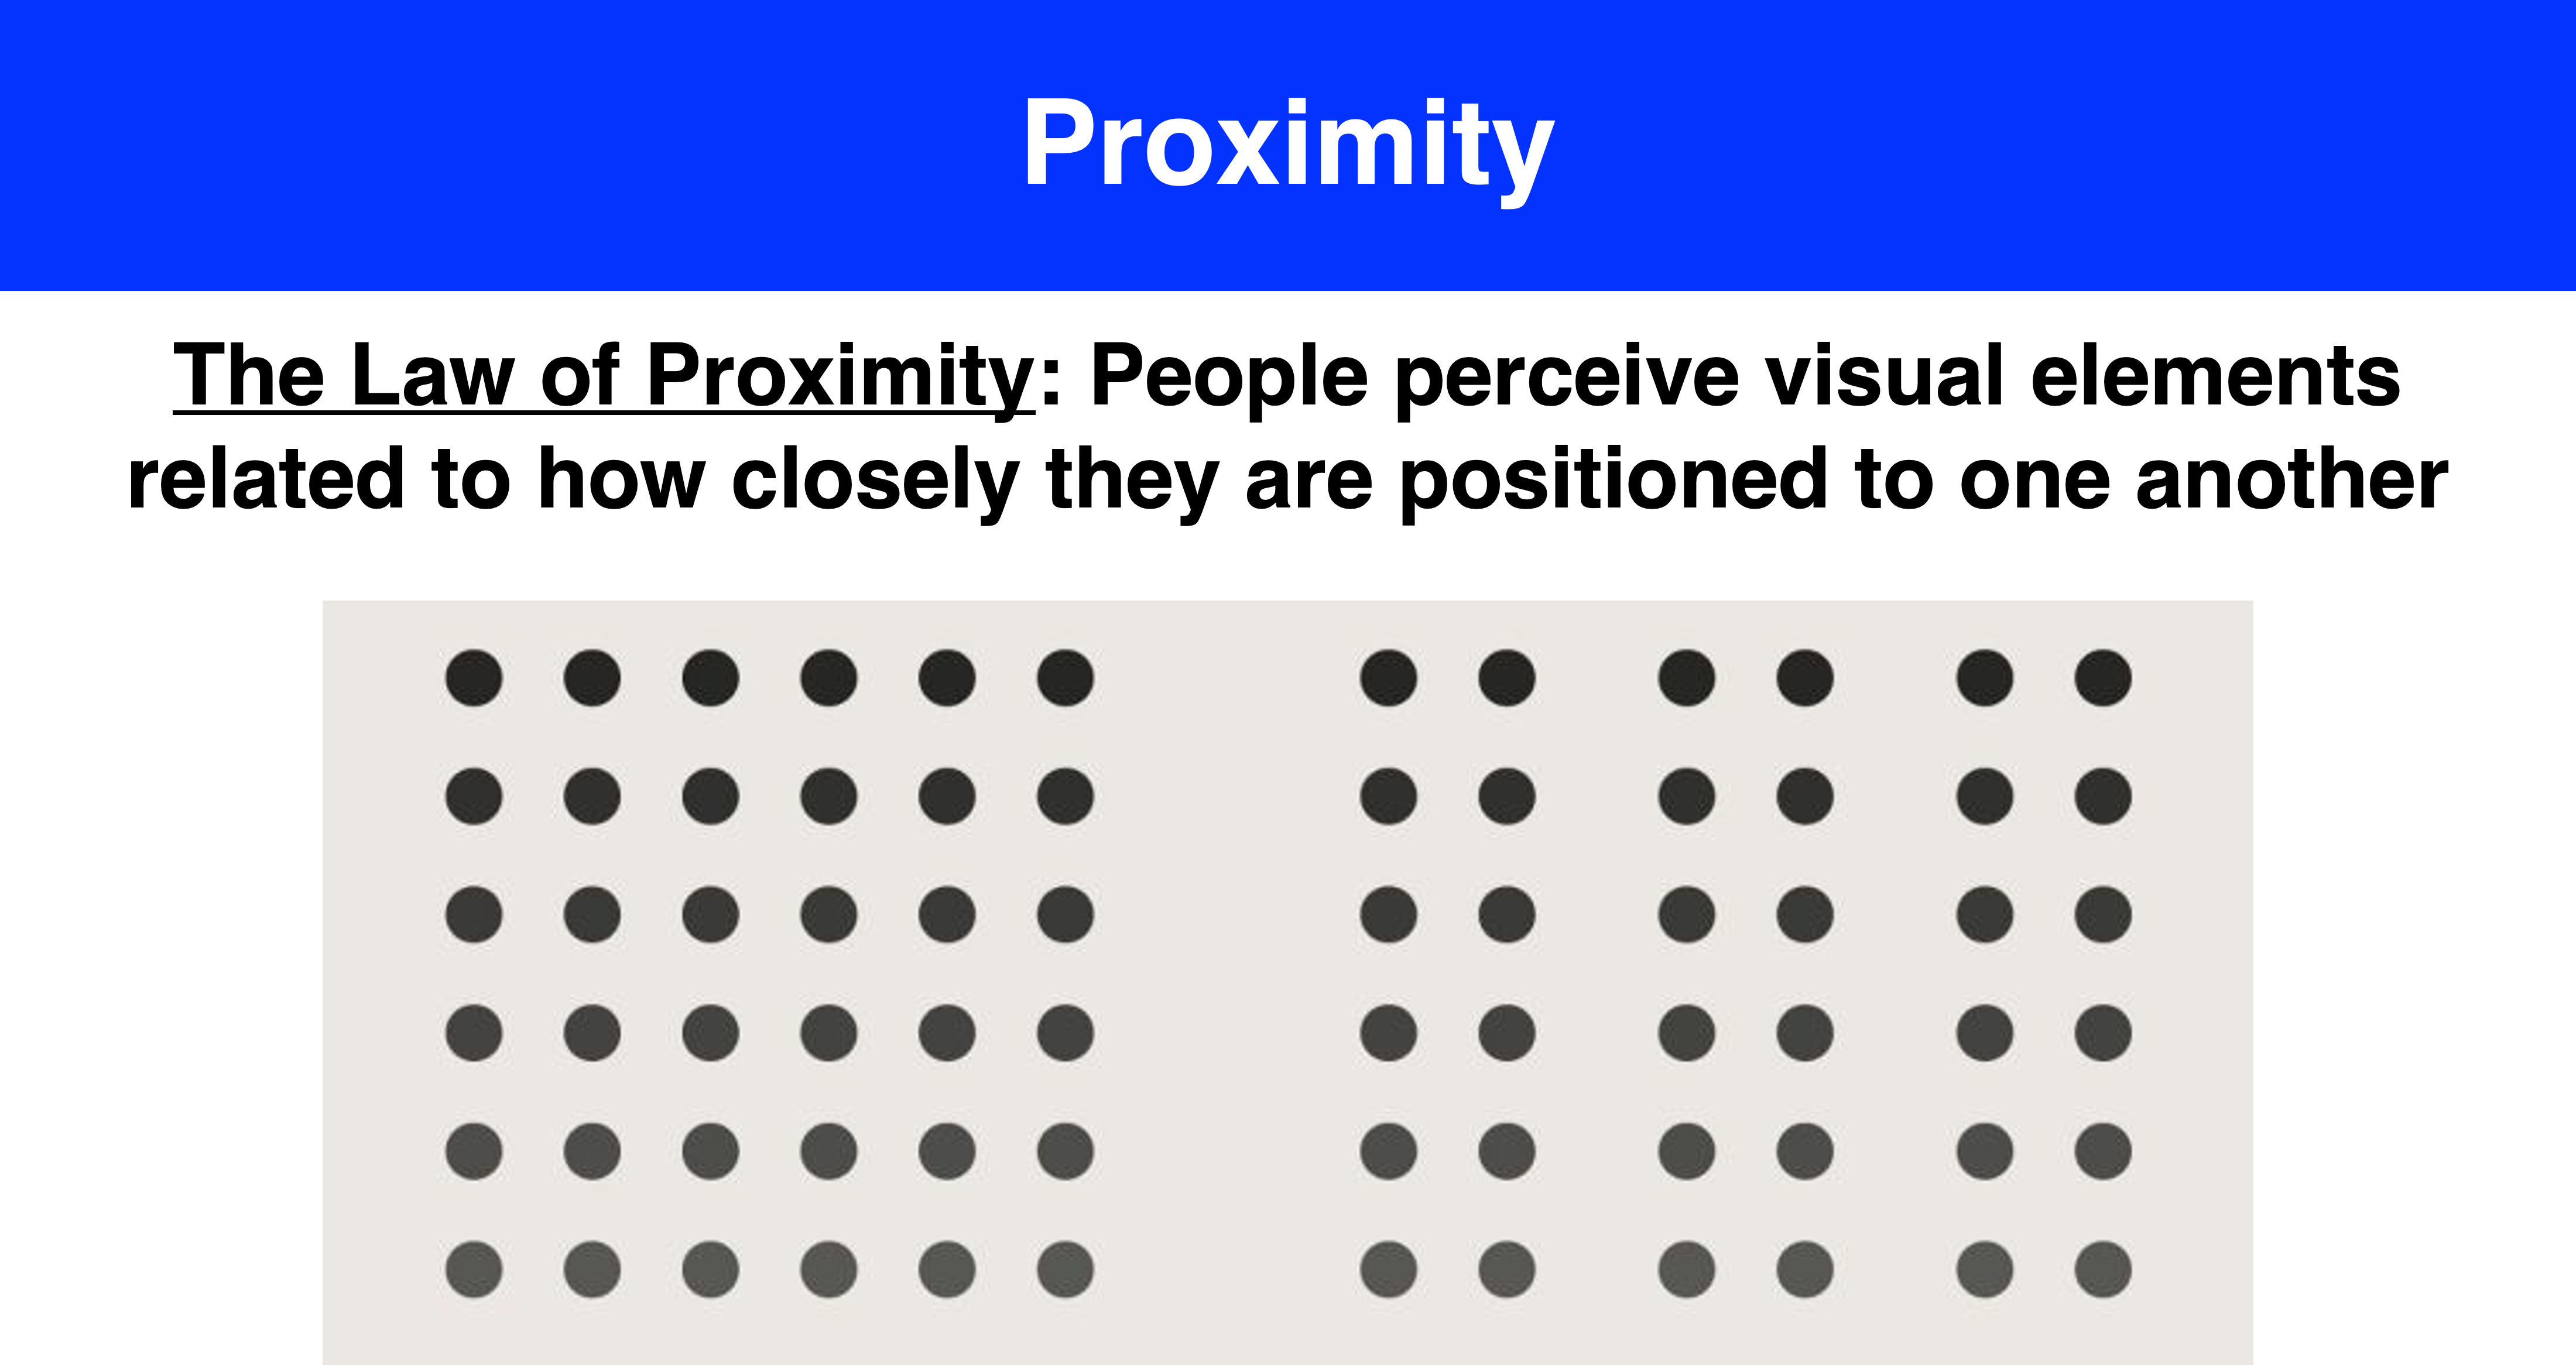 Proximity
The Law of Proximity: People perceive visual elements
related to how closely they are positioned to one another